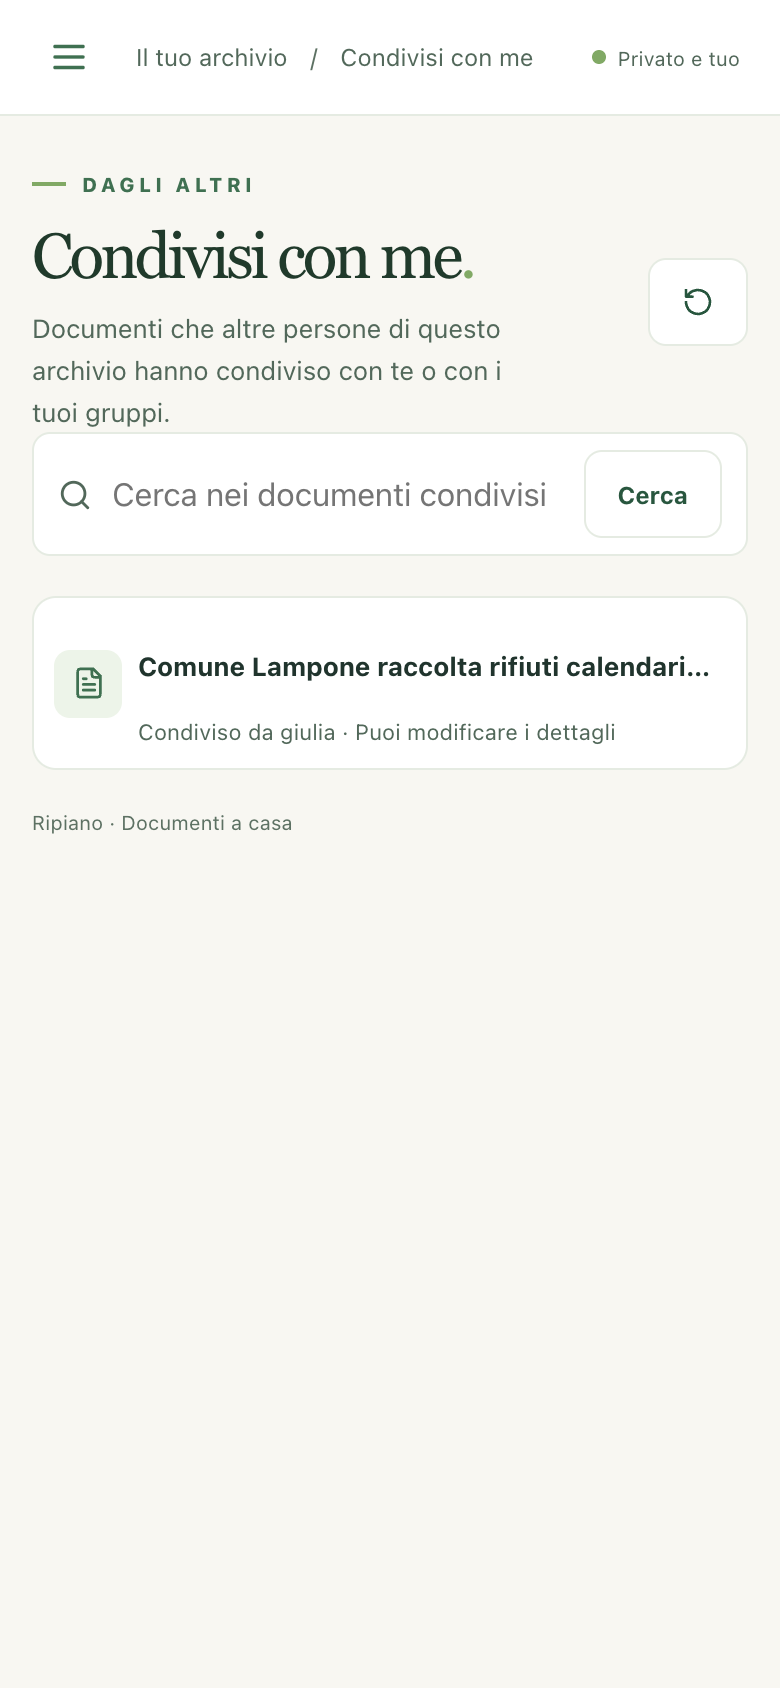 Il tuo archivio / Condivisi con me
Privato e tuo
DAGLI ALTRI
Condivisi con me.
Documenti che altre persone di questo
archivio hanno condiviso con te o con i
tuoi gruppi.
Cerca nei documenti condivisi
Cerca
Comune Lampone raccolta rifiuti calendari...
Condiviso da giulia · Puoi modificare i dettagli
Ripiano · Documenti a casa